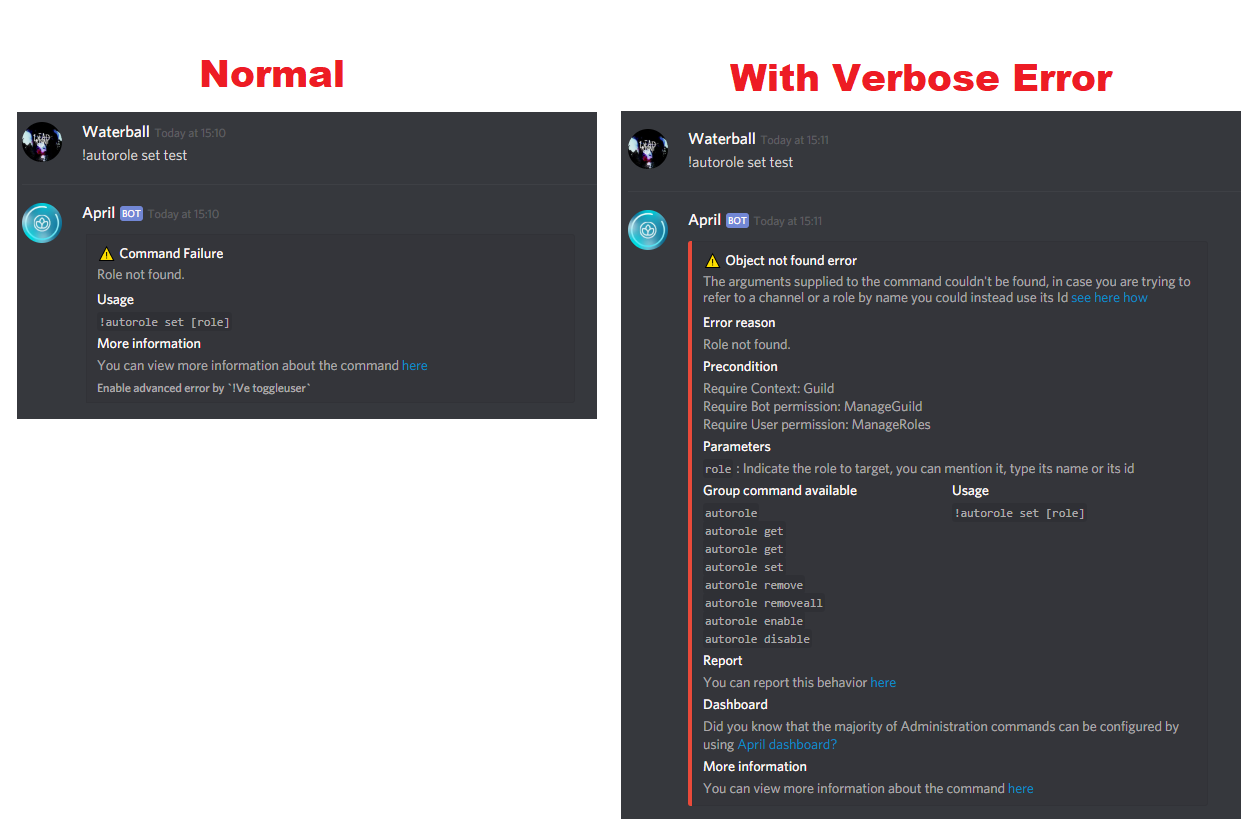 Normal
Waterball Today at 15:10
!autorole set test
April BOT Today at 15:10
Command Failure
Role not found.
Usage
!autorole set [role]
More information
You can view more information about the command here
Enable advanced error by `!Ve toggleuser`
With Verbose Error
Waterball Today at 15:11
!autorole set test
April BOT Today at 15:11
Object not found error
The arguments supplied to the command couldn't be found, in case you are trying to
refer to a channel or a role by name you could instead use its Id see here how
Error reason
Role not found.
Precondition
Require Context: Guild
Require Bot permission: ManageGuild
Require User permission: ManageRoles
Parameters
role : Indicate the role to target, you can mention it, type its name or its id
Group command available
autorole
autorole get
autorole get
autorole set
autorole remove
autorole removeall
autorole enable
autorole disable
Usage
!autorole set [role]
Report
You can report this behavior here
Dashboard
Did you know that the majority of Administration commands can be configured by
using April dashboard?
More information
You can view more information about the command here